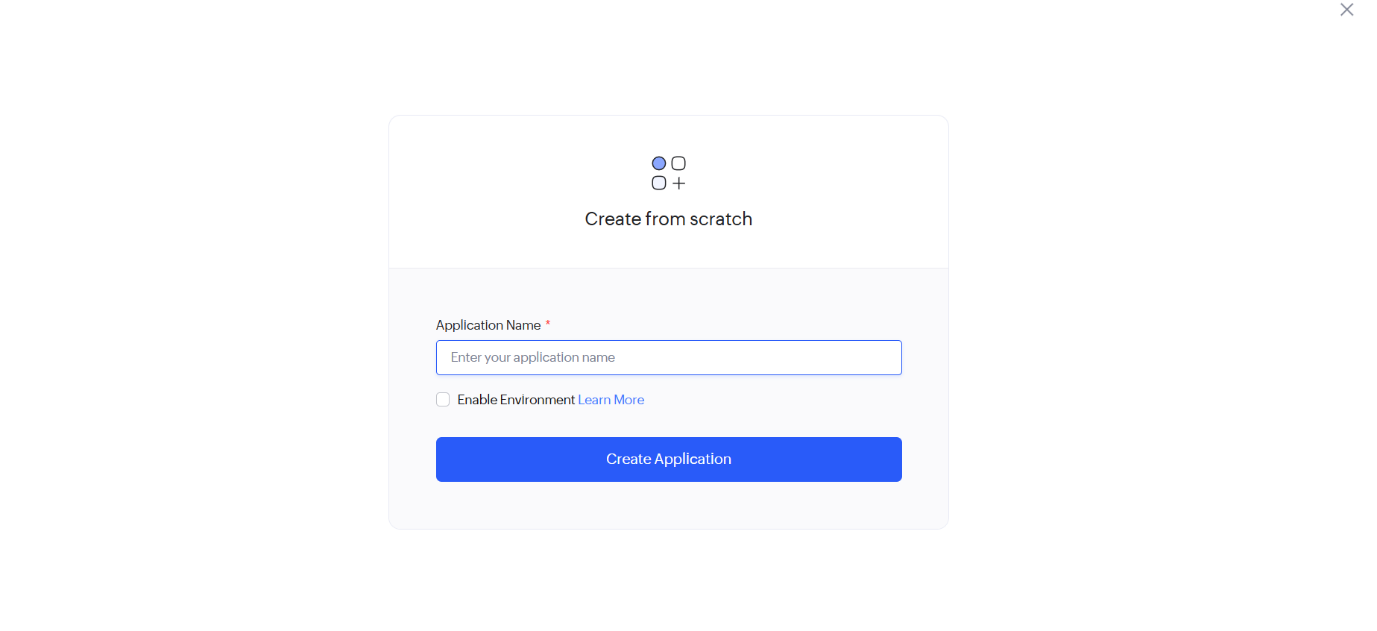 Create from scratch
Application Name *
Enter your application name
Enable Environment Learn More
Create Application